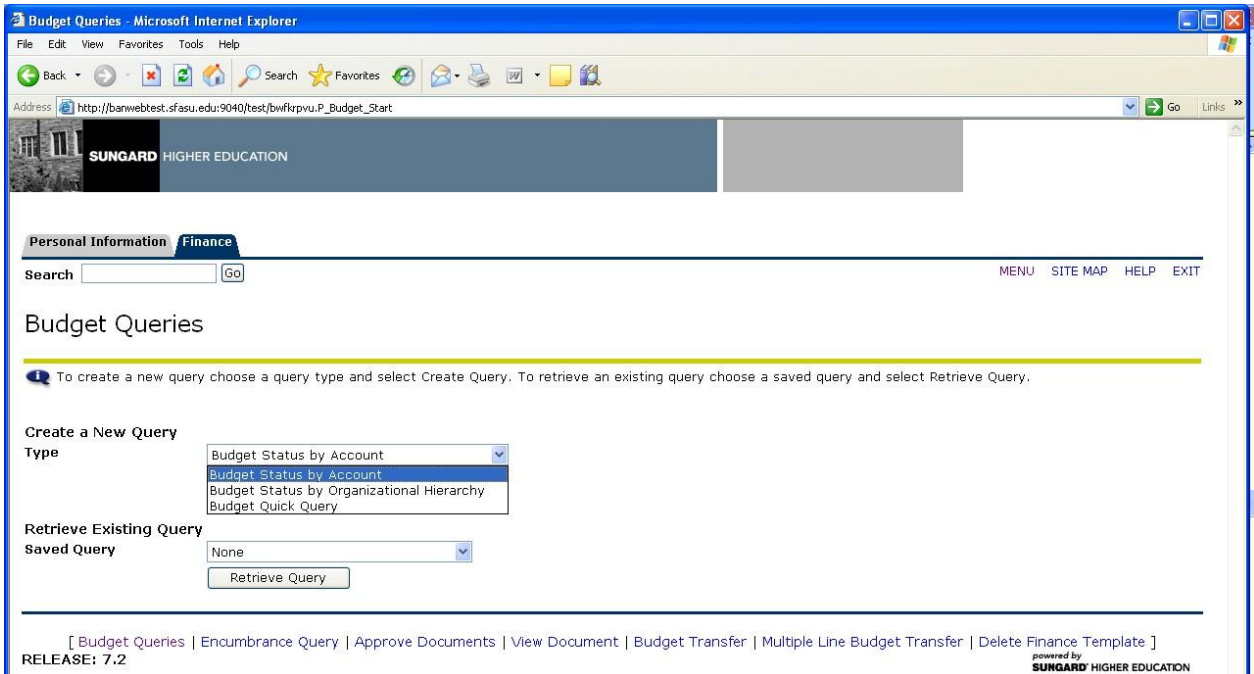 Budget Queries - Microsoft Internet Explorer
File Edit View Favorites Tools Help
Back Search Favorites
Address http://banwebtest.sfasu.edu:9040/test/bwfkrpvu.P_Budget_Start Go Links »
SUNGARD HIGHER EDUCATION
Personal Information Finance
Search Go MENU SITE MAP HELP EXIT
Budget Queries
To create a new query choose a query type and select Create Query. To retrieve an existing query choose a saved query and select Retrieve Query.
Create a New Query
Type Budget Status by Account
Budget Status by Account
Budget Status by Organizational Hierarchy
Budget Quick Query
Retrieve Existing Query
Saved Query None
Retrieve Query
[ Budget Queries | Encumbrance Query | Approve Documents | View Document | Budget Transfer | Multiple Line Budget Transfer | Delete Finance Template ]
RELEASE: 7.2 powered by
SUNGARD' HIGHER EDUCATION